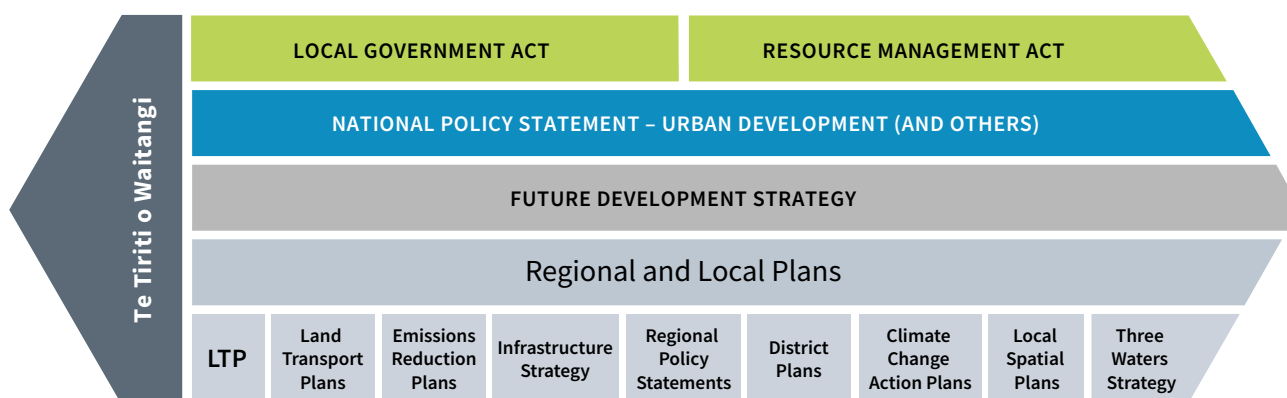 Te Tiriti o Waitangi
LOCAL GOVERNMENT ACT
RESOURCE MANAGEMENT ACT
NATIONAL POLICY STATEMENT – URBAN DEVELOPMENT (AND OTHERS)
FUTURE DEVELOPMENT STRATEGY
Regional and Local Plans
LTP
Land
Transport
Plans
Emissions
Reduction
Plans
Infrastructure
Strategy
Regional
Policy
Statements
District
Plans
Climate
Change
Action Plans
Local
Spatial
Plans
Three
Waters
Strategy